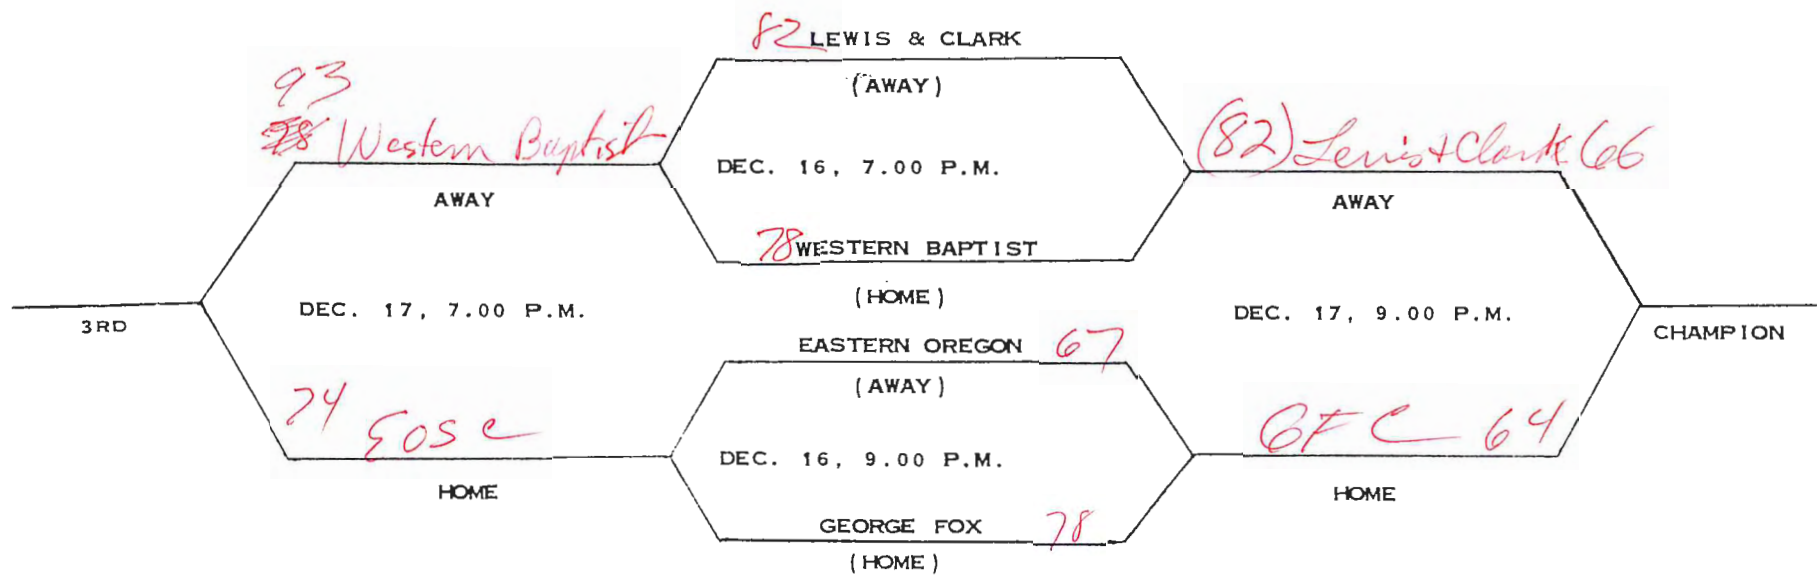 82 LEWIS & CLARK
(AWAY)
93
78 Western Baptist
(82) Lewis & Clark 66
DEC. 16, 7.00 P.M.
AWAY
AWAY
78 WESTERN BAPTIST
(HOME)
3RD
DEC. 17, 7.00 P.M.
DEC. 17, 9.00 P.M.
CHAMPION
EASTERN OREGON 67
(AWAY)
74 EOSC
GFC 64
DEC. 16, 9.00 P.M.
HOME
HOME
GEORGE FOX 78
(HOME)